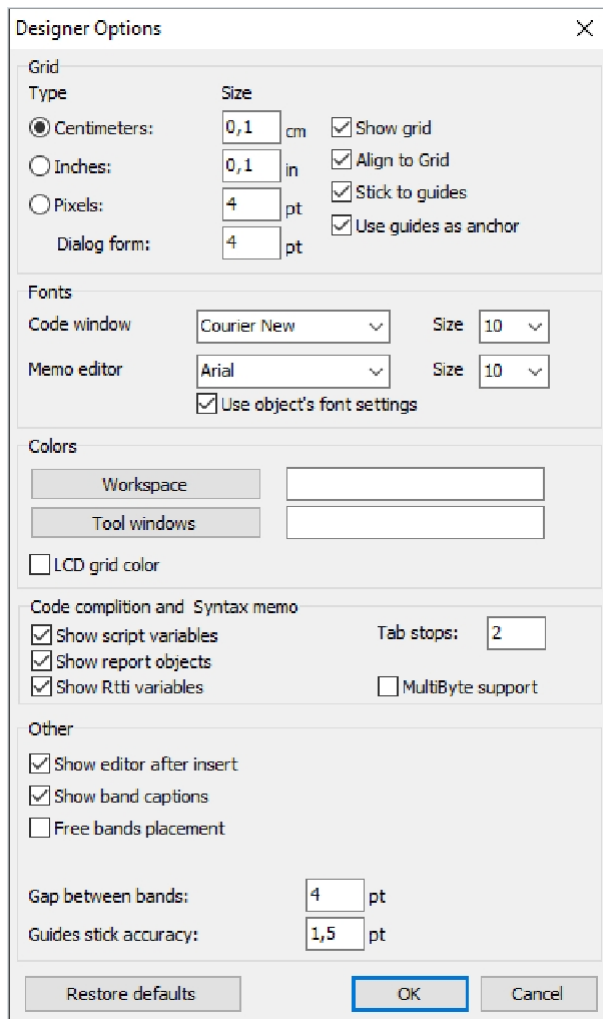 Designer Options
Grid
Type Size
Centimeters: 0,1 cm Show grid
Inches: 0,1 in Align to Grid
Pixels: 4 pt Stick to guides
Dialog form: 4 pt Use guides as anchor
Fonts
Code window Courier New Size 10
Memo editor Arial Size 10
Use object's font settings
Colors
Workspace
Tool windows
LCD grid color
Code complition and Syntax memo
Show script variables Tab stops: 2
Show report objects
Show Rtti variables MultiByte support
Other
Show editor after insert
Show band captions
Free bands placement
Gap between bands: 4 pt
Guides stick accuracy: 1,5 pt
Restore defaults OK Cancel